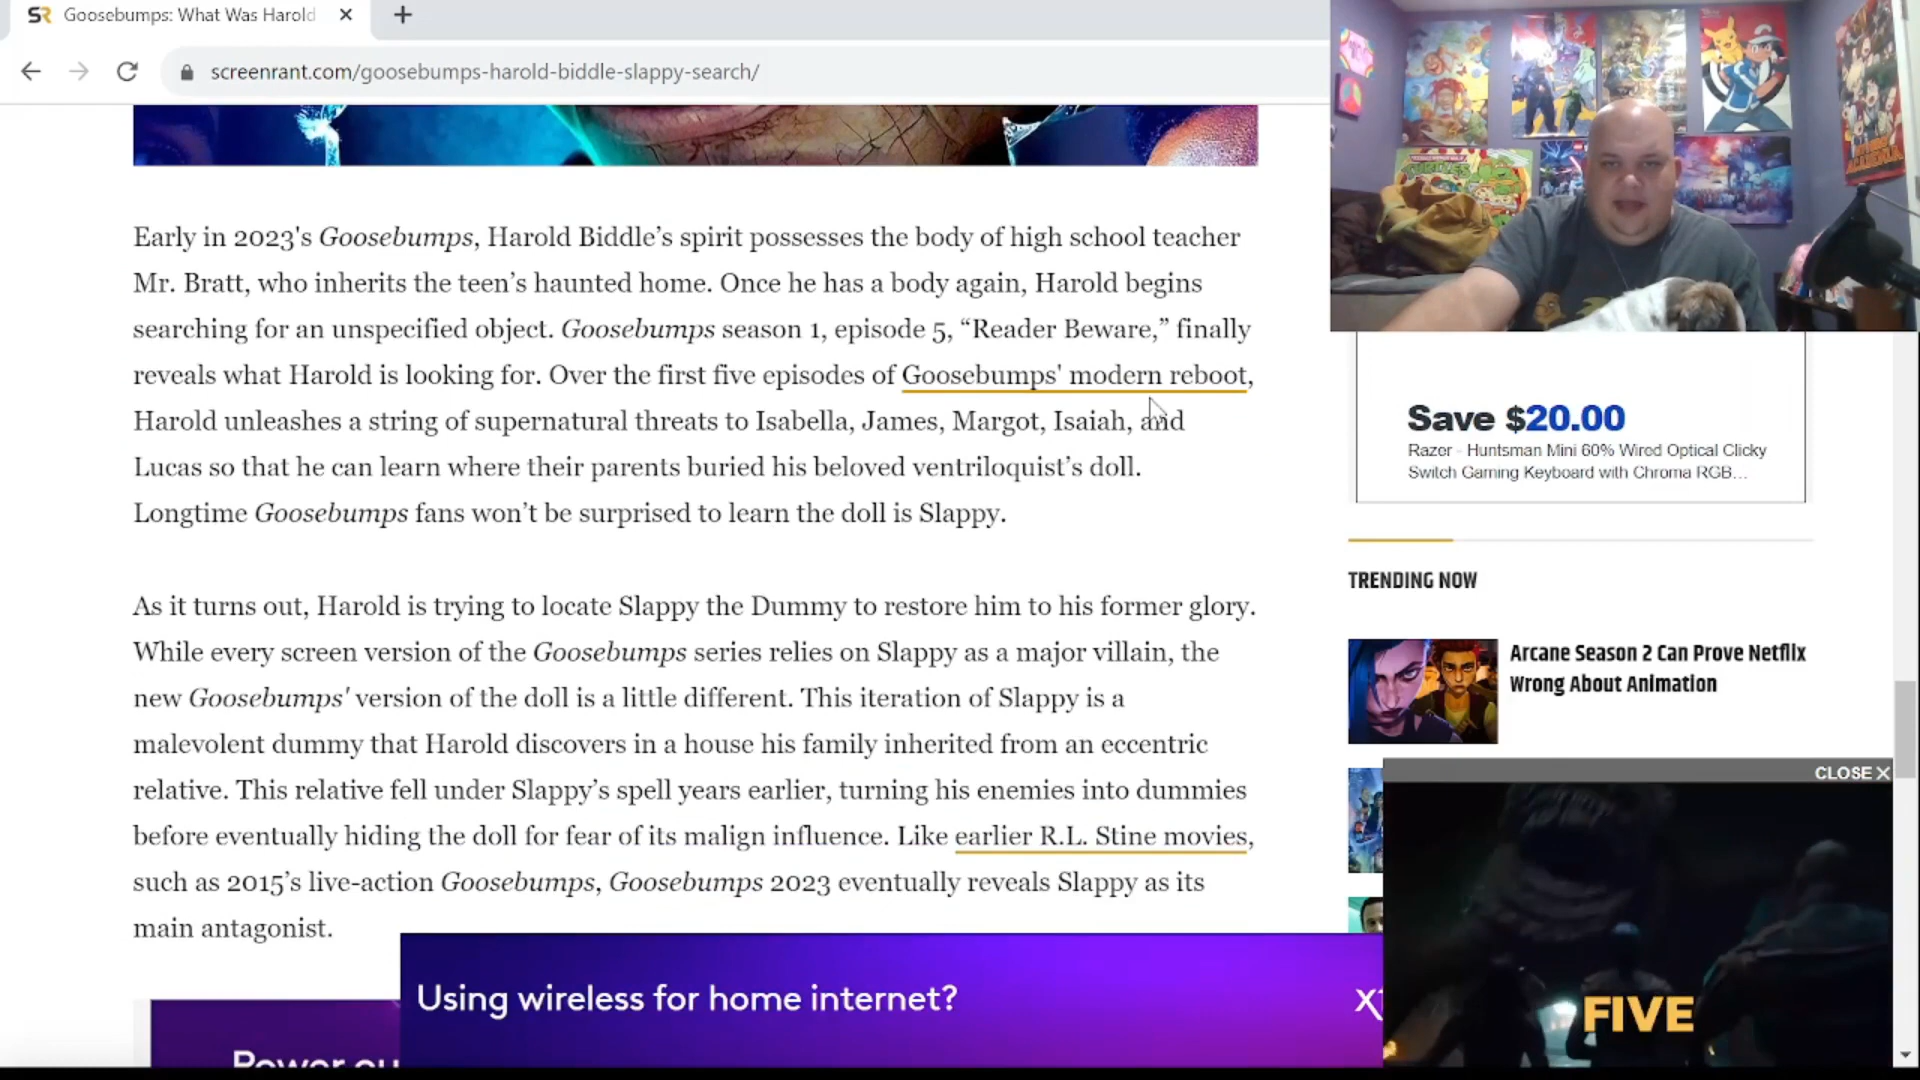 SR Goosebumps: What Was Harold
screenrant.com/goosebumps-harold-biddle-slappy-search/
Early in 2023's Goosebumps, Harold Biddle’s spirit possesses the body of high school teacher
Mr. Bratt, who inherits the teen’s haunted home. Once he has a body again, Harold begins
searching for an unspecified object. Goosebumps season 1, episode 5, “Reader Beware,” finally
reveals what Harold is looking for. Over the first five episodes of Goosebumps' modern reboot,
Harold unleashes a string of supernatural threats to Isabella, James, Margot, Isaiah, and
Lucas so that he can learn where their parents buried his beloved ventriloquist’s doll.
Longtime Goosebumps fans won’t be surprised to learn the doll is Slappy.
As it turns out, Harold is trying to locate Slappy the Dummy to restore him to his former glory.
While every screen version of the Goosebumps series relies on Slappy as a major villain, the
new Goosebumps' version of the doll is a little different. This iteration of Slappy is a
malevolent dummy that Harold discovers in a house his family inherited from an eccentric
relative. This relative fell under Slappy’s spell years earlier, turning his enemies into dummies
before eventually hiding the doll for fear of its malign influence. Like earlier R.L. Stine movies,
such as 2015’s live-action Goosebumps, Goosebumps 2023 eventually reveals Slappy as its
main antagonist.
Using wireless for home internet?
Power ou
Save $20.00
Razer - Huntsman Mini 60% Wired Optical Clicky
Switch Gaming Keyboard with Chroma RGB...
TRENDING NOW
Arcane Season 2 Can Prove Netflix
Wrong About Animation
CLOSE X
FIVE